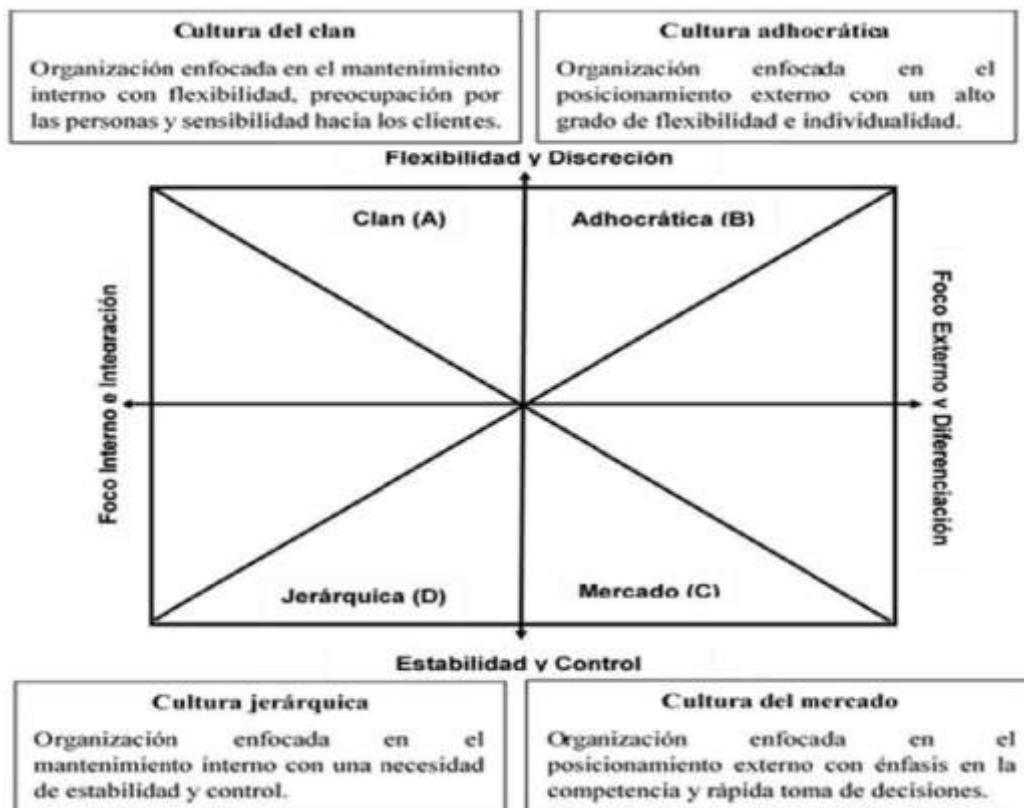 Cultura del clan
Organización enfocada en el mantenimiento
interno con flexibilidad, preocupación por
las personas y sensibilidad hacia los clientes.
Cultura adhocrática
Organización enfocada en el
posicionamiento externo con un alto
grado de flexibilidad e individualidad.
Flexibilidad y Discreción
Clan (A)
Adhocrática (B)
Foco Interno e Integración
Foco Externo y Diferenciación
Jerárquica (D)
Mercado (C)
Estabilidad y Control
Cultura jerárquica
Organización enfocada en el
mantenimiento interno con una necesidad
de estabilidad y control.
Cultura del mercado
Organización enfocada en el
posicionamiento externo con énfasis en la
competencia y rápida toma de decisiones.